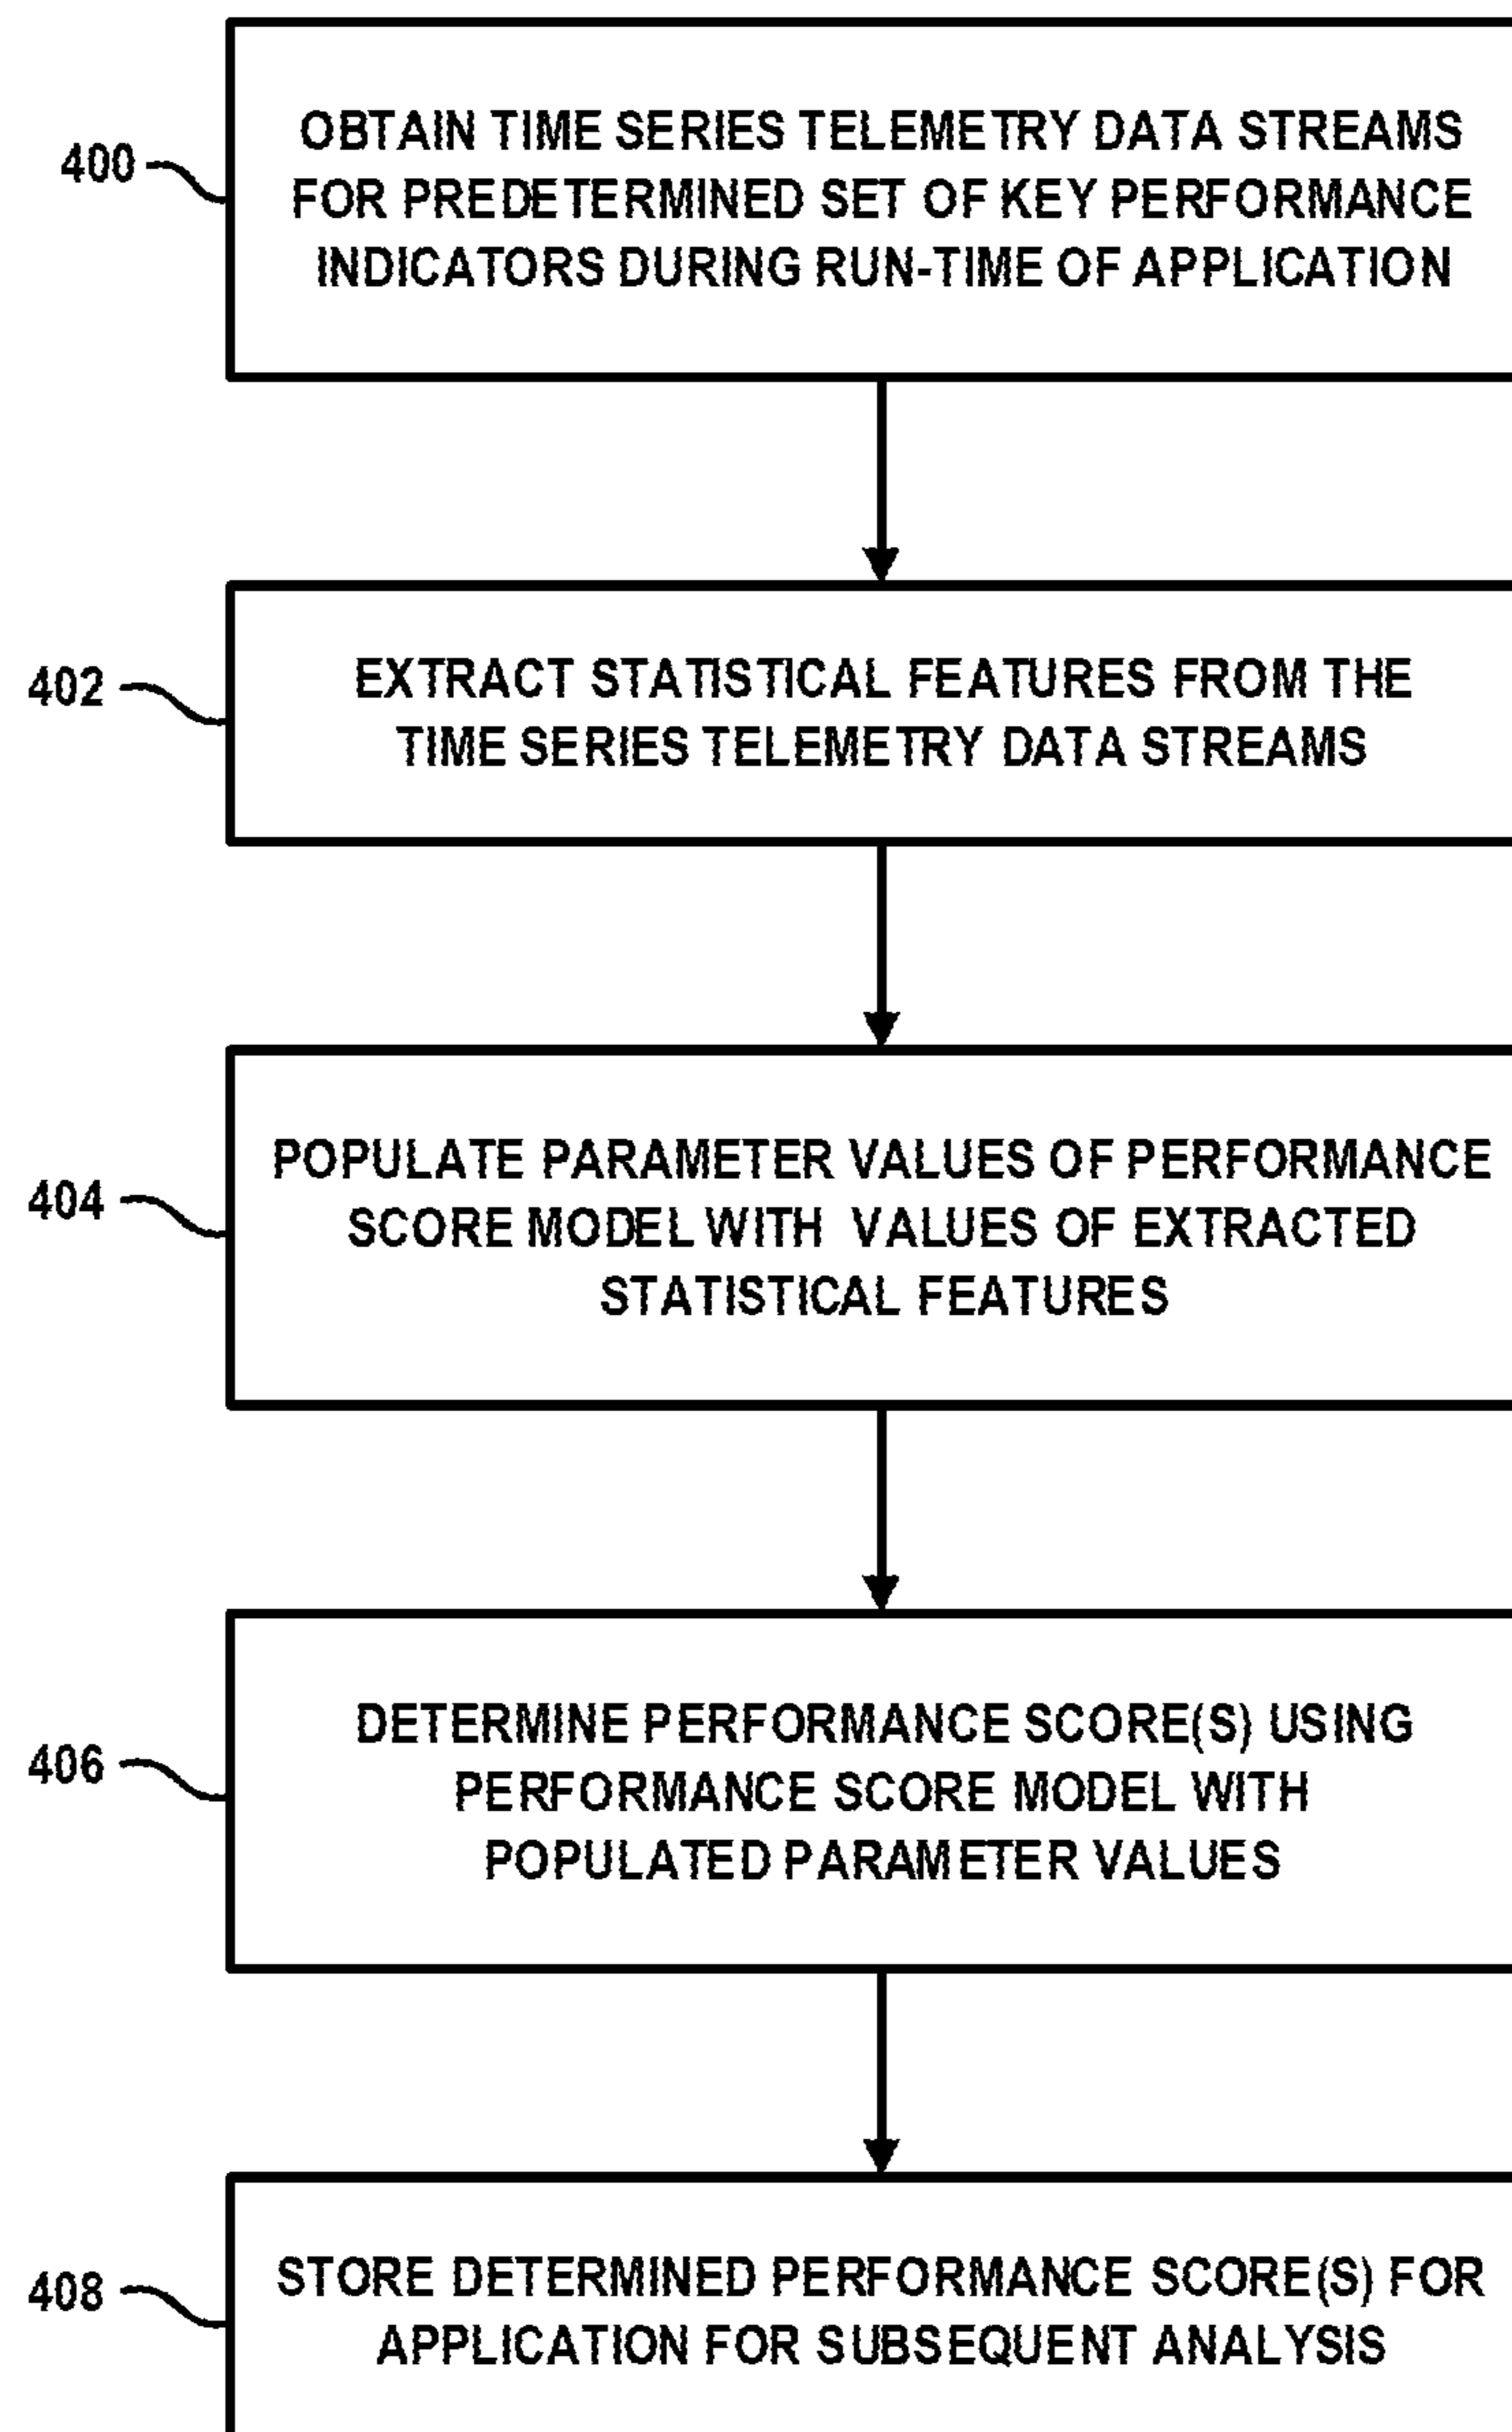 400
OBTAIN TIME SERIES TELEMETRY DATA STREAMS
FOR PREDETERMINED SET OF KEY PERFORMANCE
INDICATORS DURING RUN-TIME OF APPLICATION
402
EXTRACT STATISTICAL FEATURES FROM THE
TIME SERIES TELEMETRY DATA STREAMS
404
POPULATE PARAMETER VALUES OF PERFORMANCE
SCORE MODEL WITH VALUES OF EXTRACTED
STATISTICAL FEATURES
406
DETERMINE PERFORMANCE SCORE(S) USING
PERFORMANCE SCORE MODEL WITH
POPULATED PARAMETER VALUES
408
STORE DETERMINED PERFORMANCE SCORE(S) FOR
APPLICATION FOR SUBSEQUENT ANALYSIS